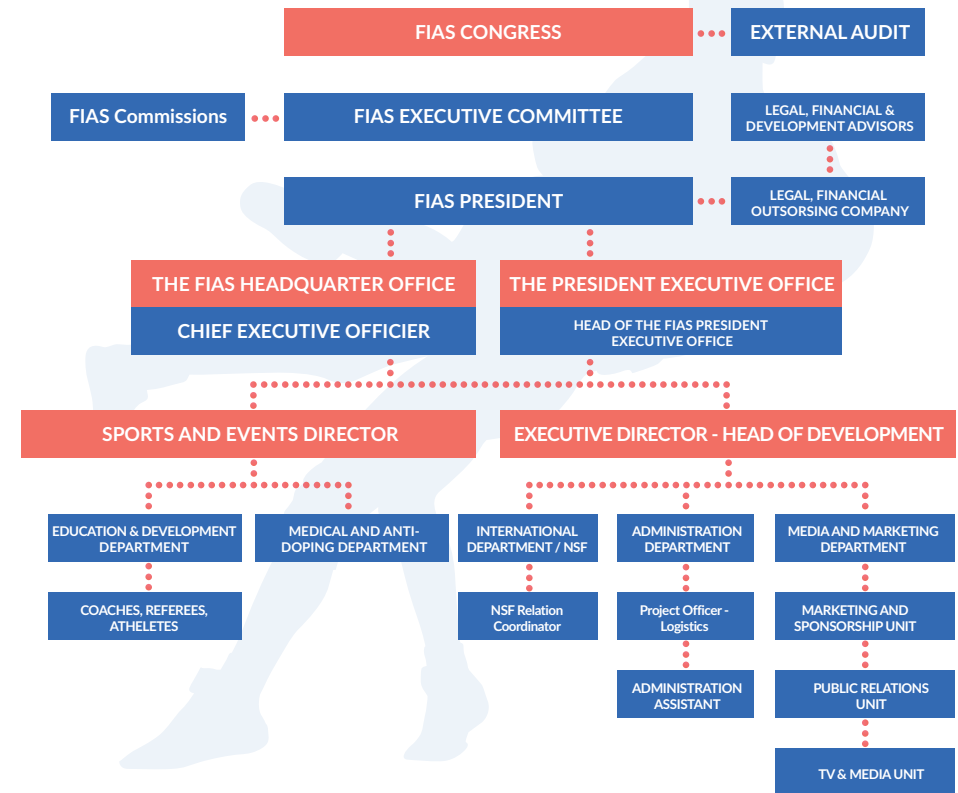 FIAS CONGRESS
EXTERNAL AUDIT
FIAS Commissions
FIAS EXECUTIVE COMMITTEE
LEGAL, FINANCIAL &
DEVELOPMENT ADVISORS
FIAS PRESIDENT
LEGAL, FINANCIAL
OUTSORSING COMPANY
THE FIAS HEADQUARTER OFFICE
CHIEF EXECUTIVE OFFICIER
THE PRESIDENT EXECUTIVE OFFICE
HEAD OF THE FIAS PRESIDENT
EXECUTIVE OFFICE
SPORTS AND EVENTS DIRECTOR
EXECUTIVE DIRECTOR - HEAD OF DEVELOPMENT
EDUCATION & DEVELOPMENT
DEPARTMENT
MEDICAL AND ANTI-
DOPING DEPARTMENT
INTERNATIONAL
DEPARTMENT / NSF
ADMINISTRATION
DEPARTMENT
MEDIA AND MARKETING
DEPARTMENT
COACHES, REFEREES,
ATHELETES
NSF Relation
Coordinator
Project Officer -
Logistics
MARKETING AND
SPONSORSHIP UNIT
ADMINISTRATION
ASSISTANT
PUBLIC RELATIONS
UNIT
TV & MEDIA UNIT